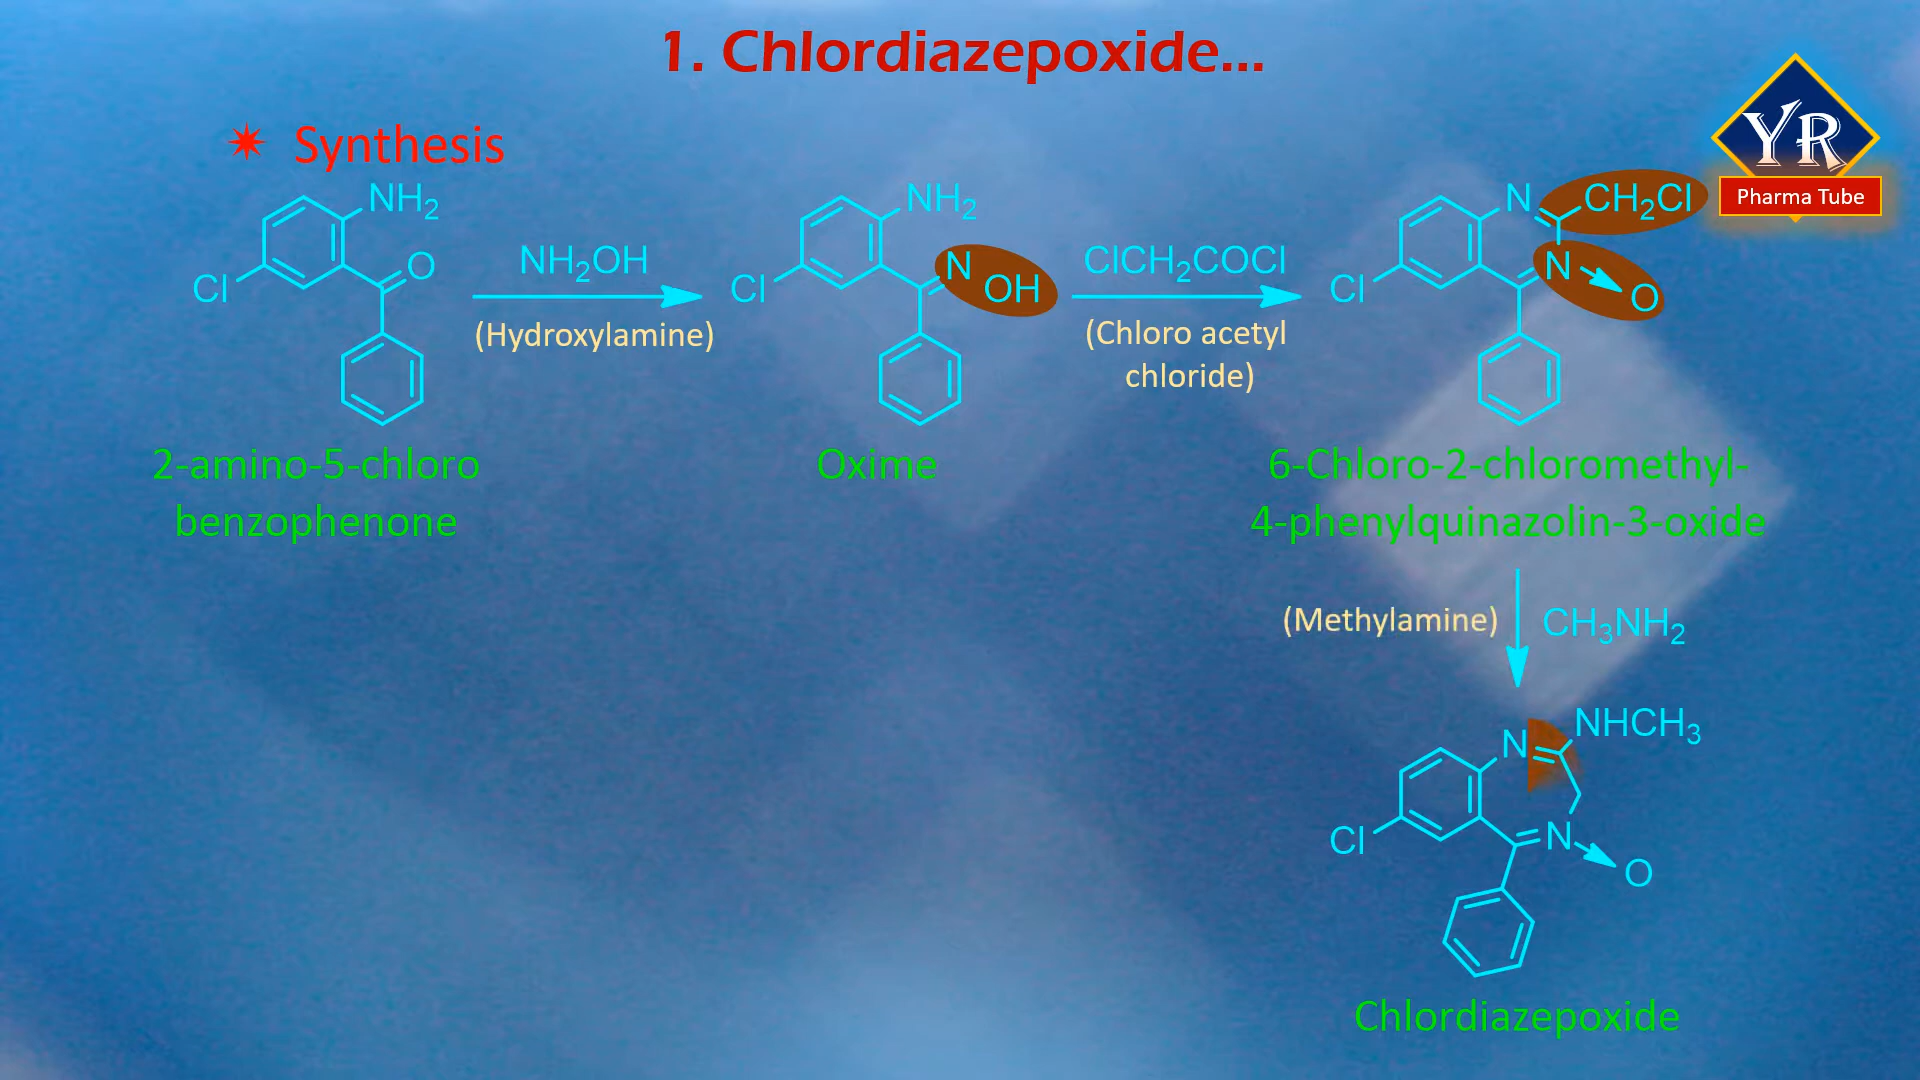 1. Chlordiazepoxide...
YR
Pharma Tube
✷ Synthesis
NH₂
O
Cl
NH₂OH
(Hydroxylamine)
NH₂
N
OH
Cl
ClCH₂COCl
(Chloro acetyl
chloride)
N
CH₂Cl
N
O
Cl
2-amino-5-chloro
benzophenone
Oxime
6-Chloro-2-chloromethyl-
4-phenylquinazolin-3-oxide
(Methylamine)
CH₃NH₂
NHCH₃
N
N
Cl
O
Chlordiazepoxide